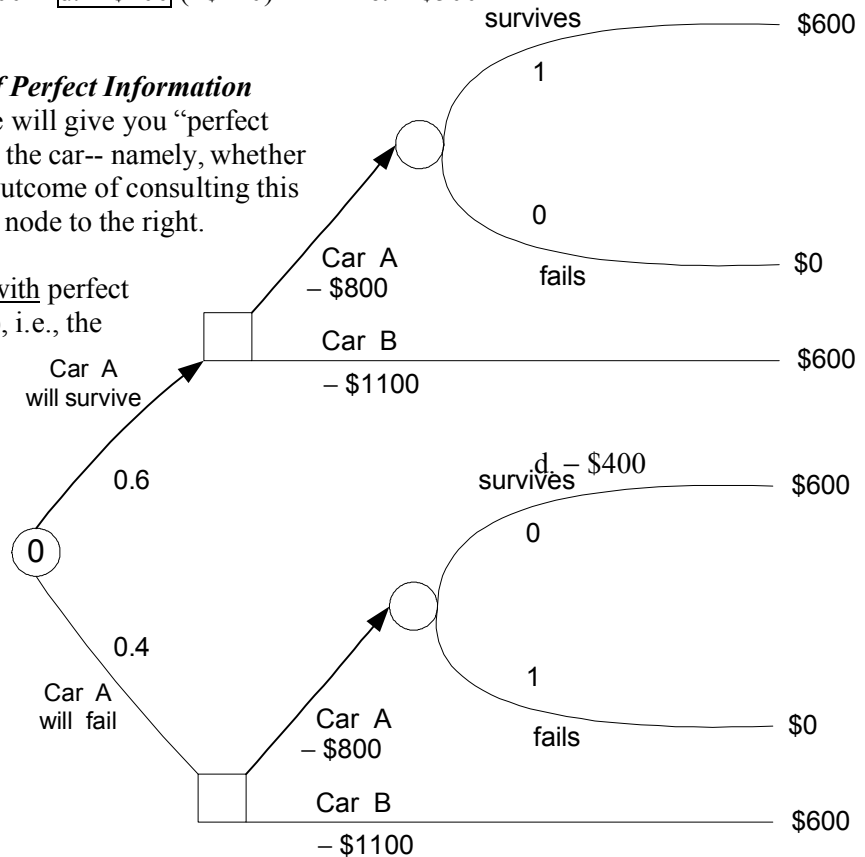 survives
$600
f Perfect Information
1
e will give you “perfect
the car-- namely, whether
utcome of consulting this
node to the right.
0
Car A
– $800
fails
$0
with perfect
, i.e., the
Car B
– $1100
$600
Car A
will survive
0.6
d. – $400
survives
$600
0
0
0.4
Car A
will fail
1
Car A
– $800
fails
$0
Car B
– $1100
$600